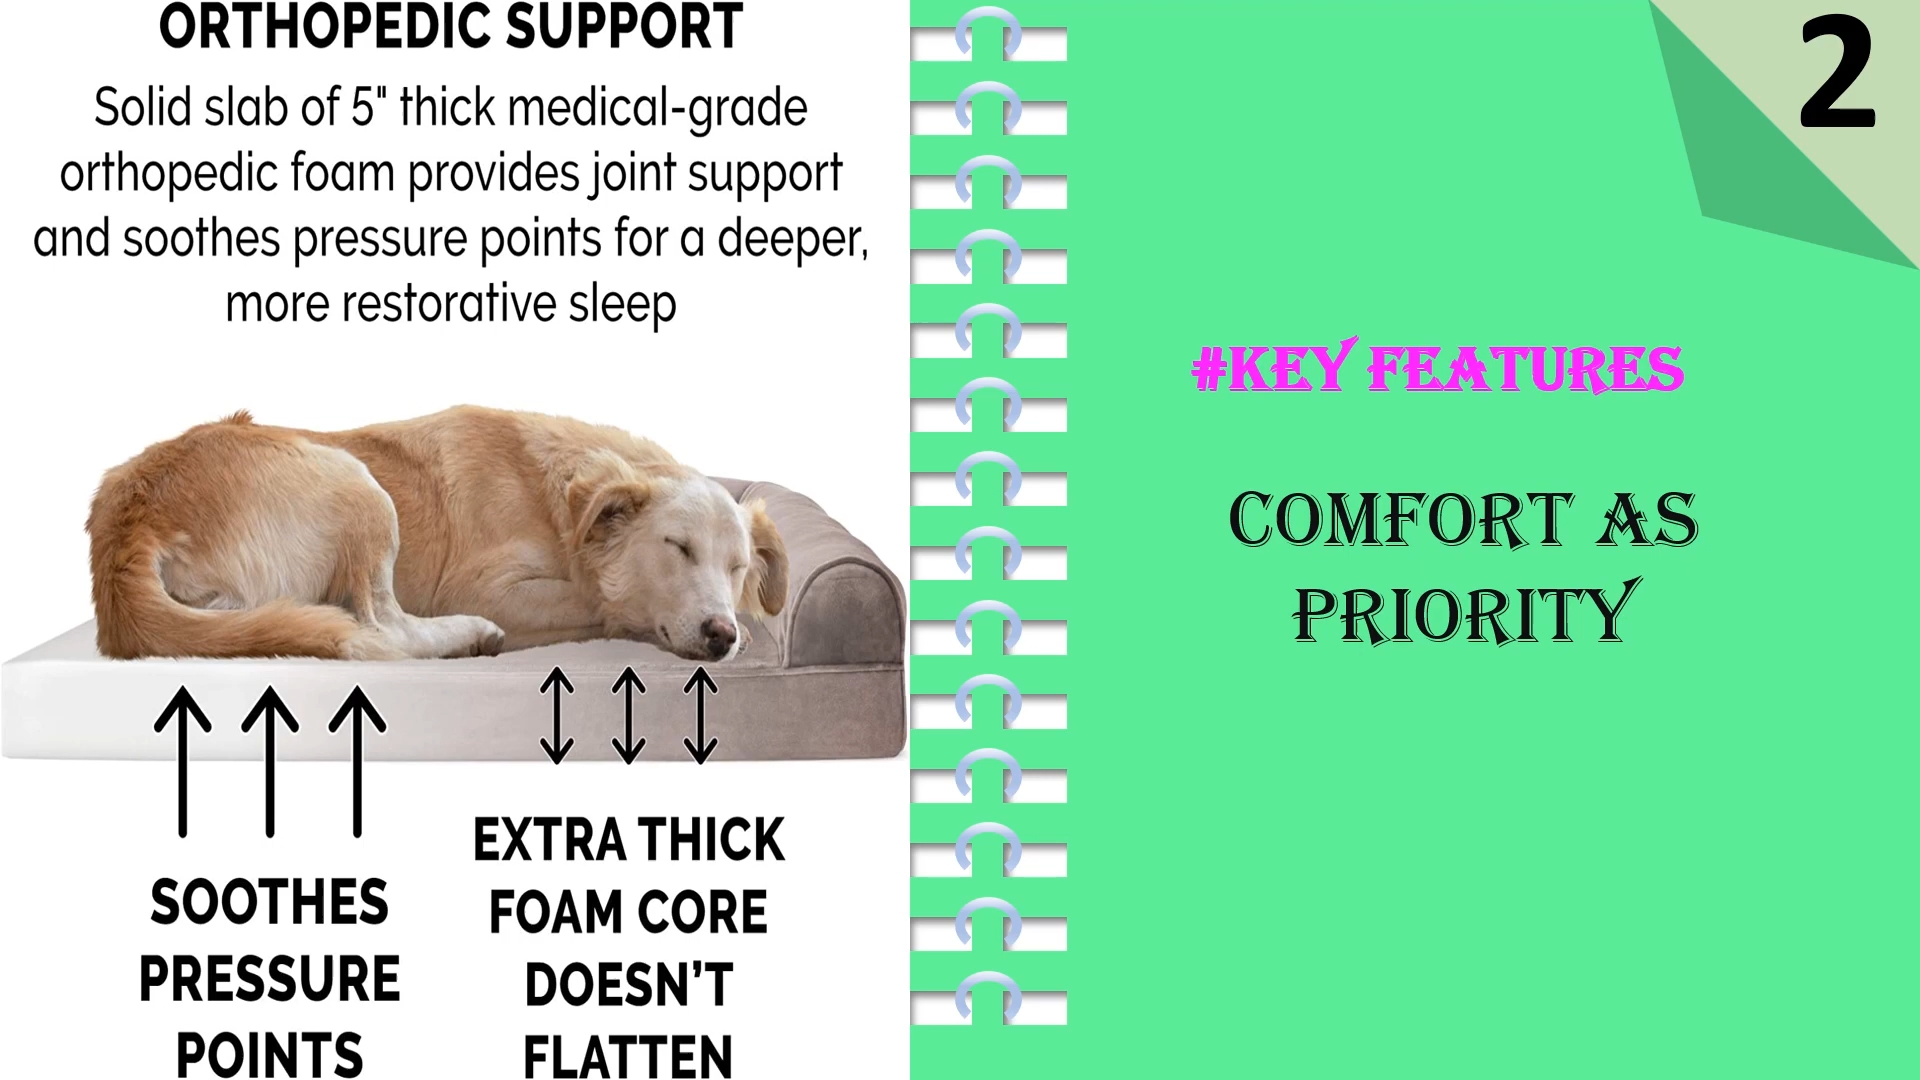 ORTHOPEDIC SUPPORT
Solid slab of 5" thick medical-grade
orthopedic foam provides joint support
and soothes pressure points for a deeper,
more restorative sleep
SOOTHES
PRESSURE
POINTS
EXTRA THICK
FOAM CORE
DOESN’T
FLATTEN
2
#KEY FEATURES
COMFORT AS
PRIORITY